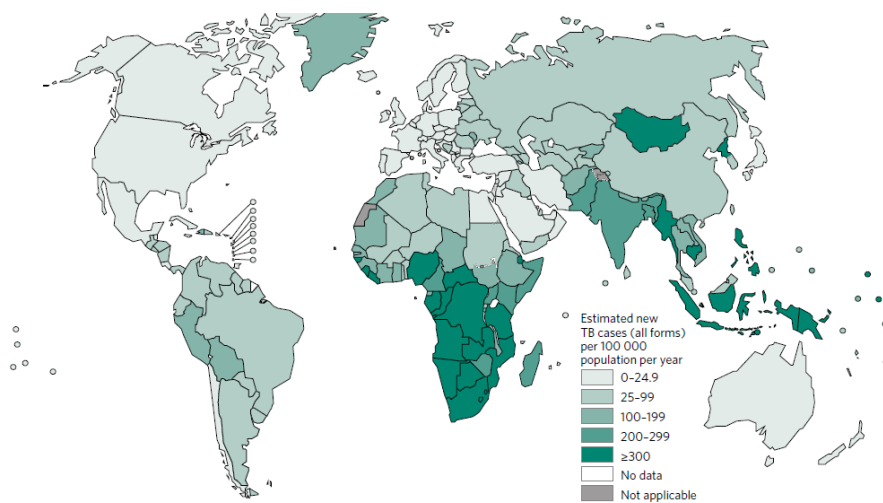 Estimated new
TB cases (all forms)
per 100 000
population per year
0–24.9
25–99
100–199
200–299
≥300
No data
Not applicable